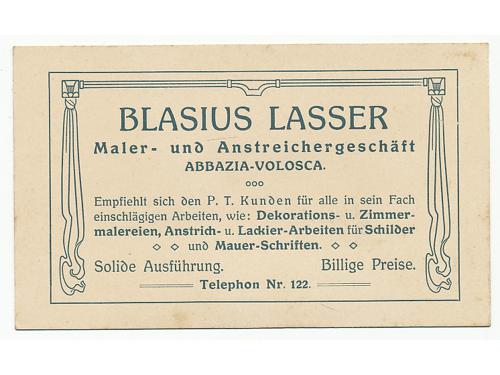 BLASIUS LASSER
Maler- und Anstreichergeschäft
ABBAZIA-VOLOSCA.
Empfiehlt sich den P. T. Kunden für alle in sein Fach
einschlägigen Arbeiten, wie: Dekorations- u. Zimmer-
malereien, Anstrich- u. Lackier-Arbeiten für Schilder
und Mauer-Schriften.
Solide Ausführung. Billige Preise.
Telephon Nr. 122.